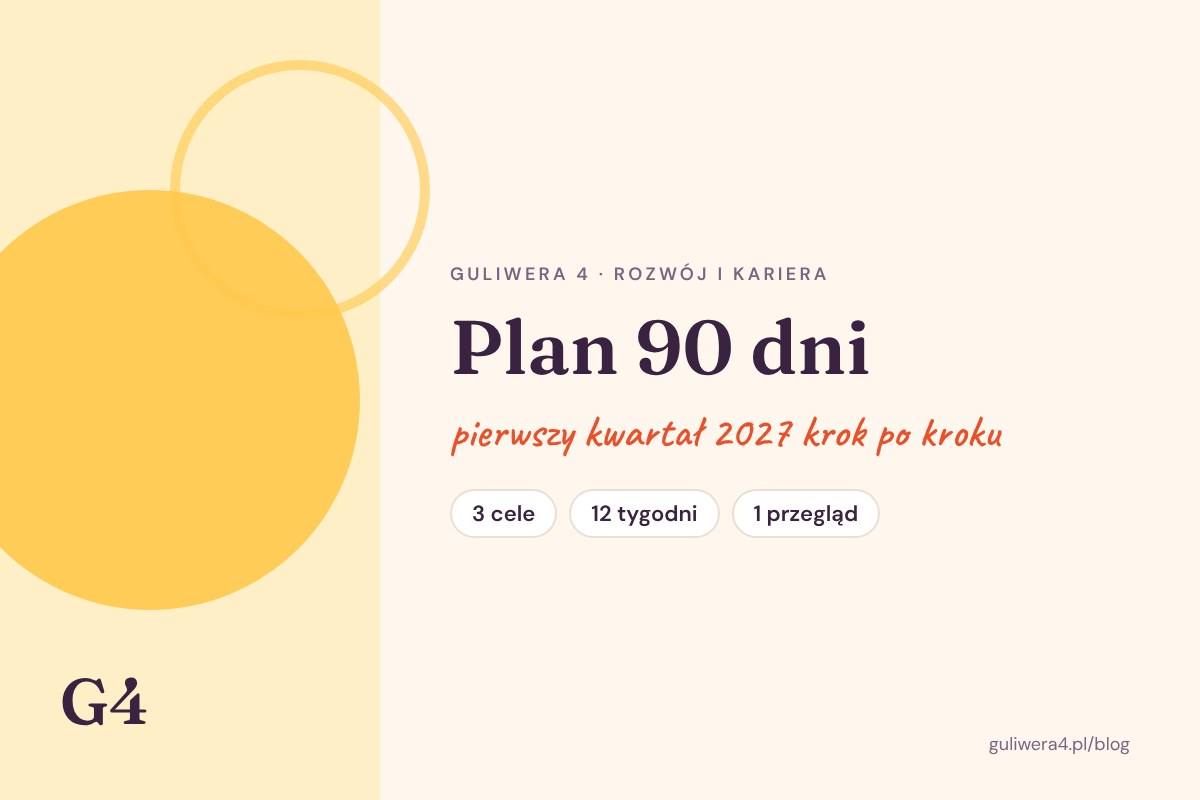 GULIWERA 4 · ROZWÓJ I KARIERA
Plan 90 dni
pierwszy kwartał 2027 krok po kroku
3 cele 12 tygodni 1 przegląd
G4
guliwera4.pl/blog